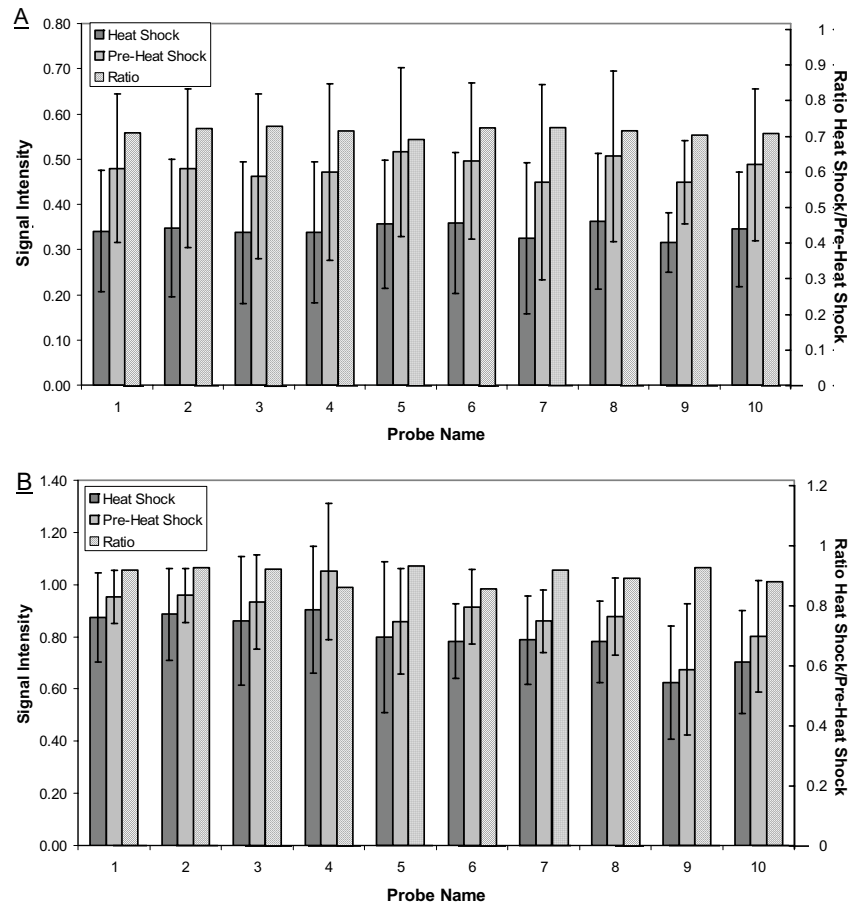 A
Heat Shock
Pre-Heat Shock
Ratio
0.80
0.70
0.60
0.50
0.40
0.30
0.20
0.10
0.00
Signal Intensity
1
0.9
0.8
0.7
0.6
0.5
0.4
0.3
0.2
0.1
0
Ratio Heat Shock/Pre-Heat Shock
1 2 3 4 5 6 7 8 9 10
Probe Name
B
Heat Shock
Pre-Heat Shock
Ratio
1.40
1.20
1.00
0.80
0.60
0.40
0.20
0.00
Signal Intensity
1.2
1
0.8
0.6
0.4
0.2
0
Ratio Heat Shock/Pre-Heat Shock
1 2 3 4 5 6 7 8 9 10
Probe Name